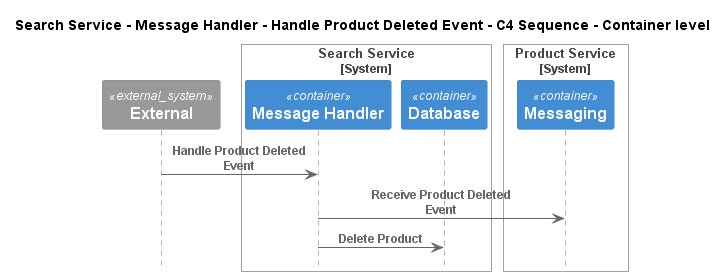 Search Service - Message Handler - Handle Product Deleted Event - C4 Sequence - Container level
Search Service
[System]
Product Service
[System]
«external_system»
External
«container»
Message Handler
«container»
Database
«container»
Messaging
Handle Product Deleted
Event
Receive Product Deleted
Event
Delete Product